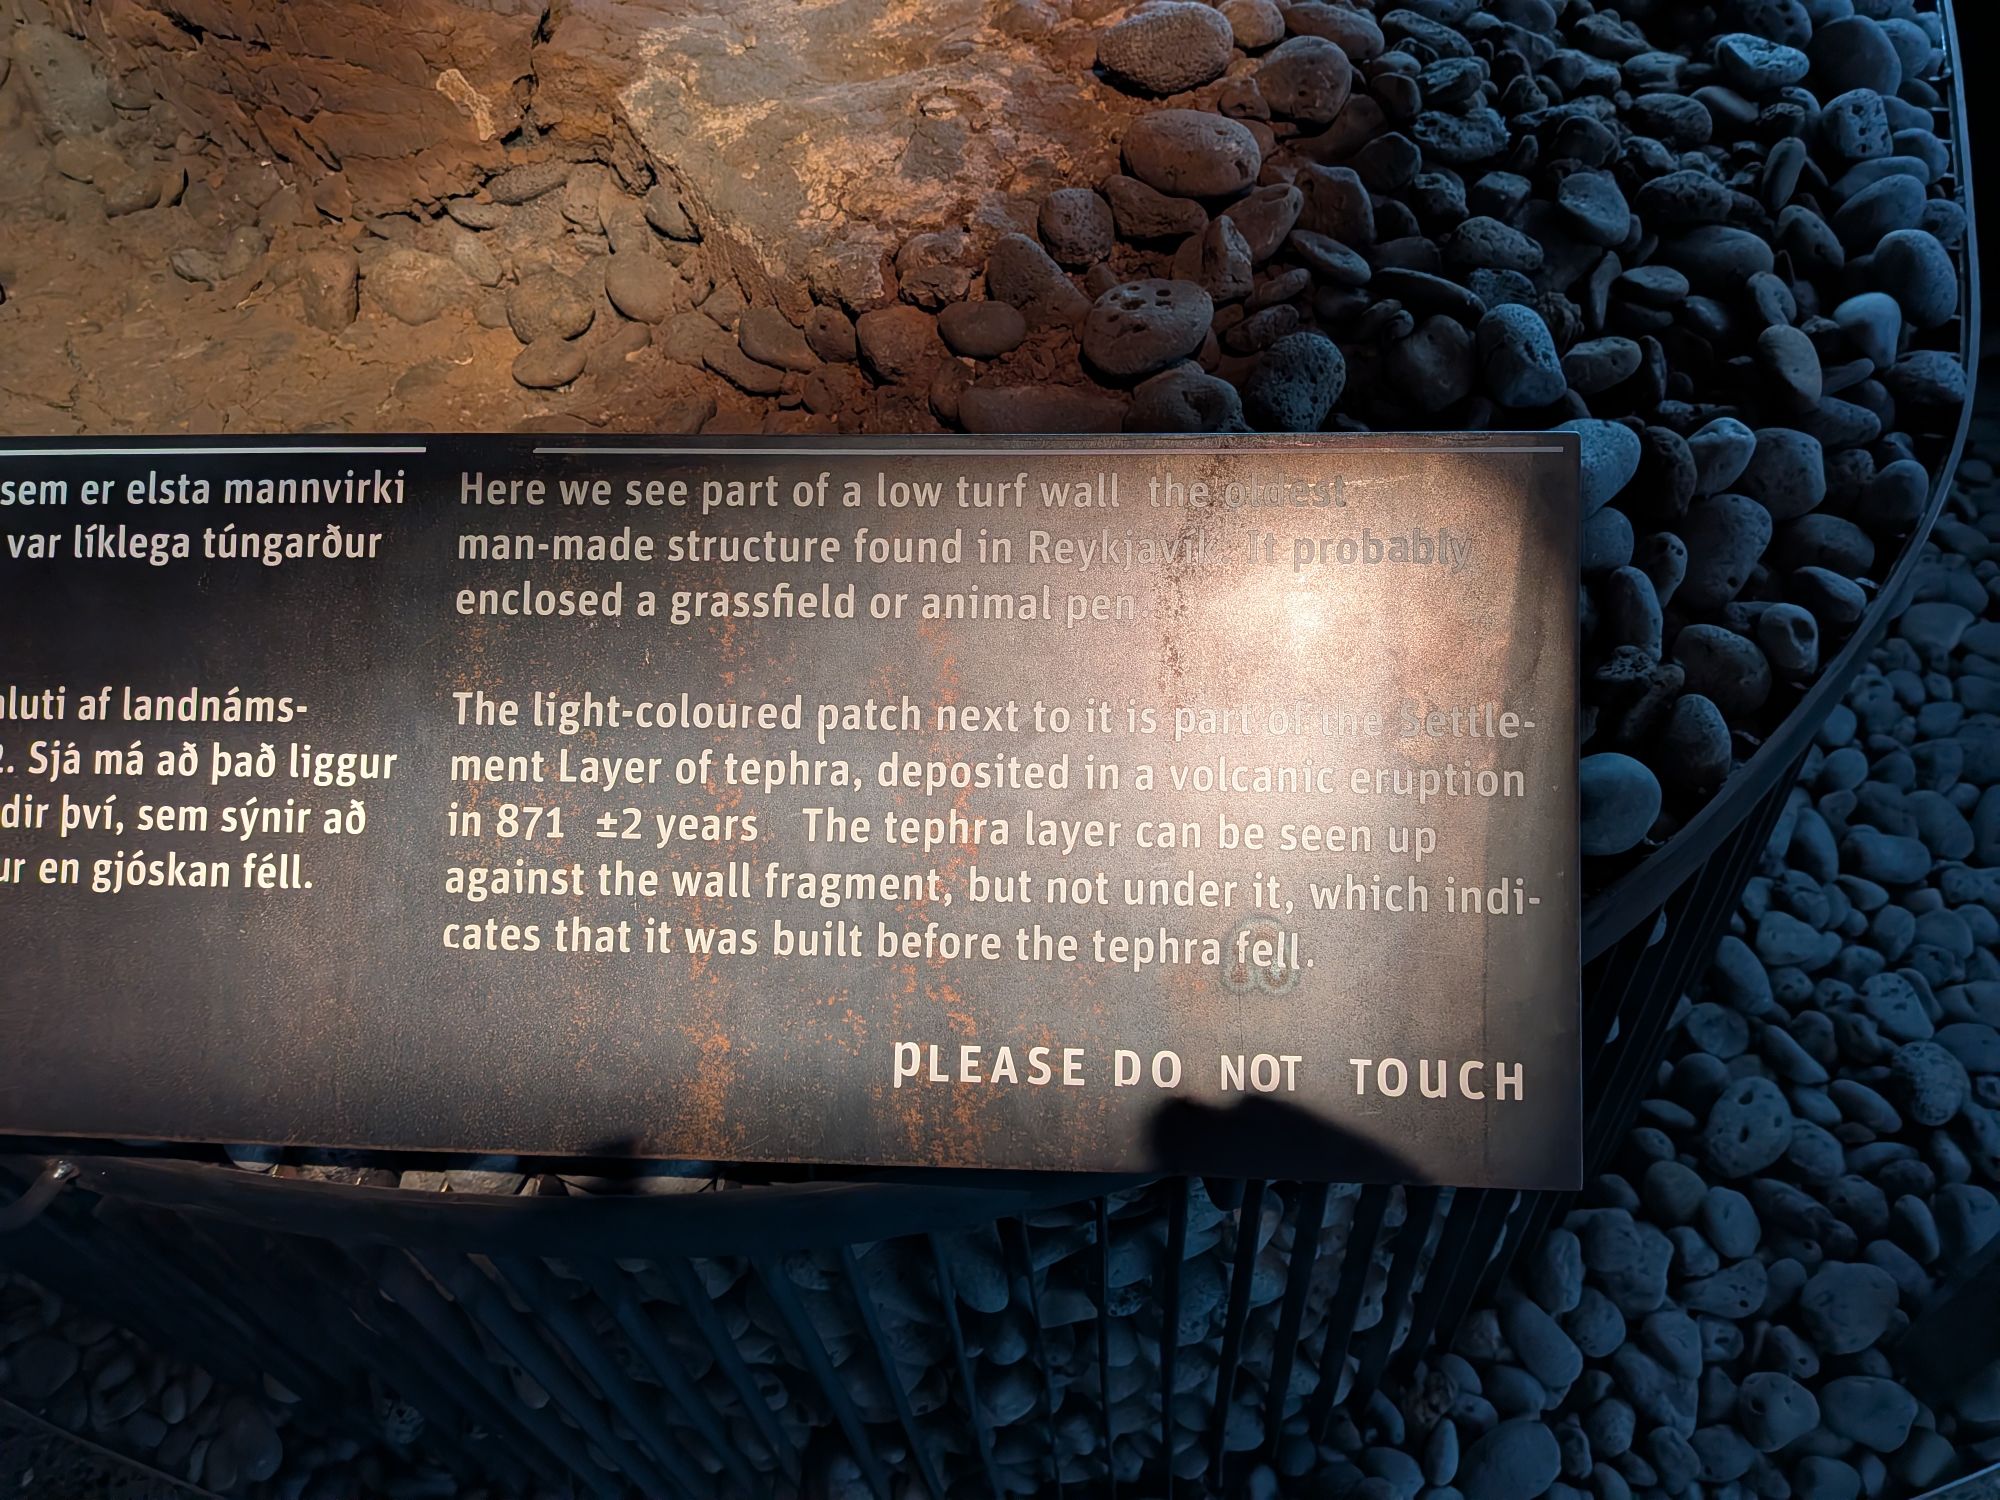 sem er elsta mannvirki
var líklega túngarður
luti af landnáms-
2. Sjá má að það liggur
dir því, sem sýnir að
ur en gjóskan féll.
Here we see part of a low turf wall the oldest
man-made structure found in Reykjavík. It probably
enclosed a grassfield or animal pen.
The light-coloured patch next to it is part of the Settle-
ment Layer of tephra, deposited in a volcanic eruption
in 871 ±2 years. The tephra layer can be seen up
against the wall fragment, but not under it, which indi-
cates that it was built before the tephra fell.
PLEASE DO NOT TOUCH